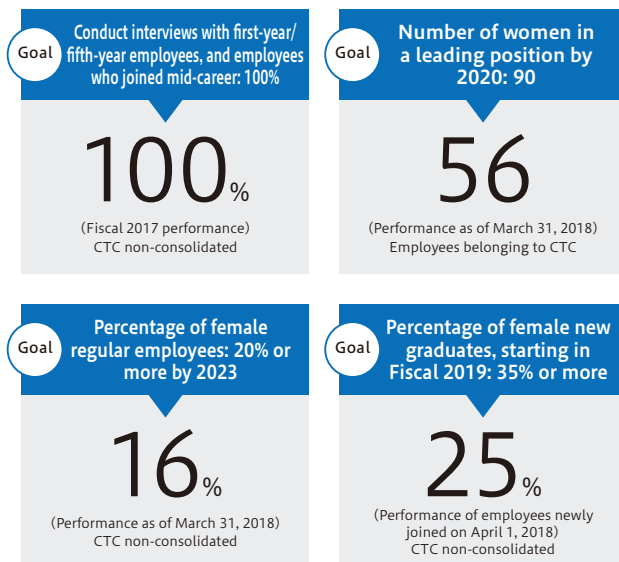 Goal
Conduct interviews with first-year/
fifth-year employees, and employees
who joined mid-career: 100%
100%
(Fiscal 2017 performance)
CTC non-consolidated
Goal
Number of women in
a leading position by
2020: 90
56
(Performance as of March 31, 2018)
Employees belonging to CTC
Goal
Percentage of female
regular employees: 20% or
more by 2023
16%
(Performance as of March 31, 2018)
CTC non-consolidated
Goal
Percentage of female new
graduates, starting in
Fiscal 2019: 35% or more
25%
(Performance of employees newly
joined on April 1, 2018)
CTC non-consolidated